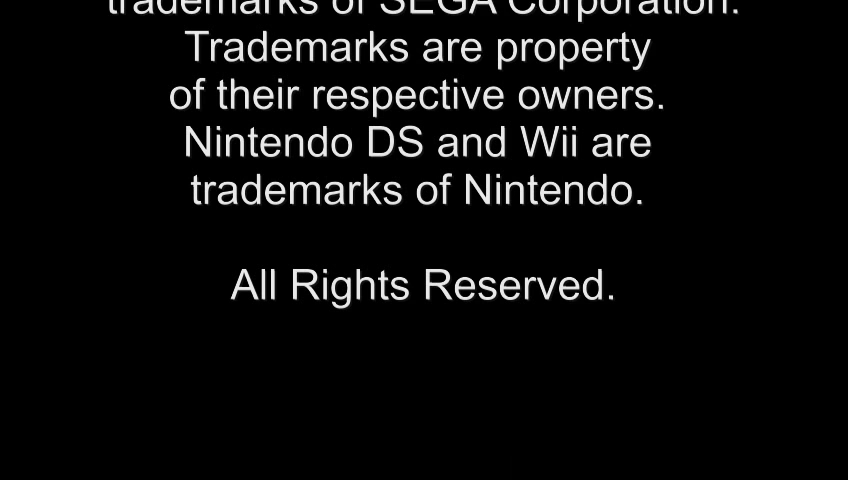 trademarks of SEGA Corporation.
Trademarks are property
of their respective owners.
Nintendo DS and Wii are
trademarks of Nintendo.
All Rights Reserved.